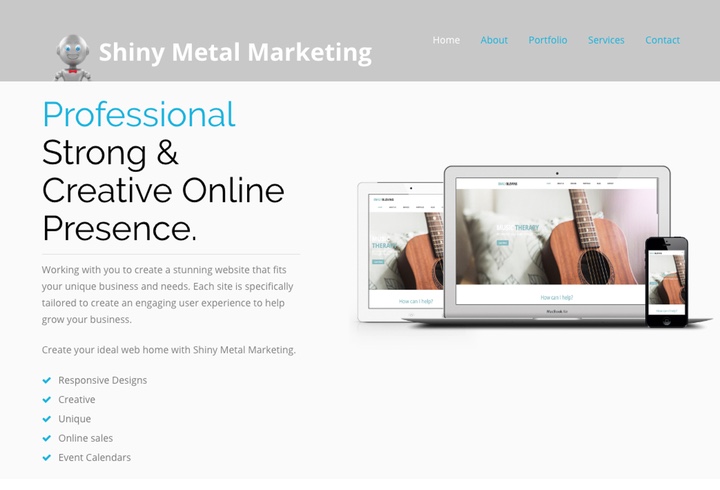 Shiny Metal Marketing
Home About Portfolio Services Contact
Professional
Strong &
Creative Online
Presence.
Working with you to create a stunning website that fits
your unique business and needs. Each site is specifically
tailored to create an engaging user experience to help
grow your business.
Create your ideal web home with Shiny Metal Marketing.
Responsive Designs
Creative
Unique
Online sales
Event Calendars
THERAPY
How can I help?
THERAPY
How can I help?
MacBook Air